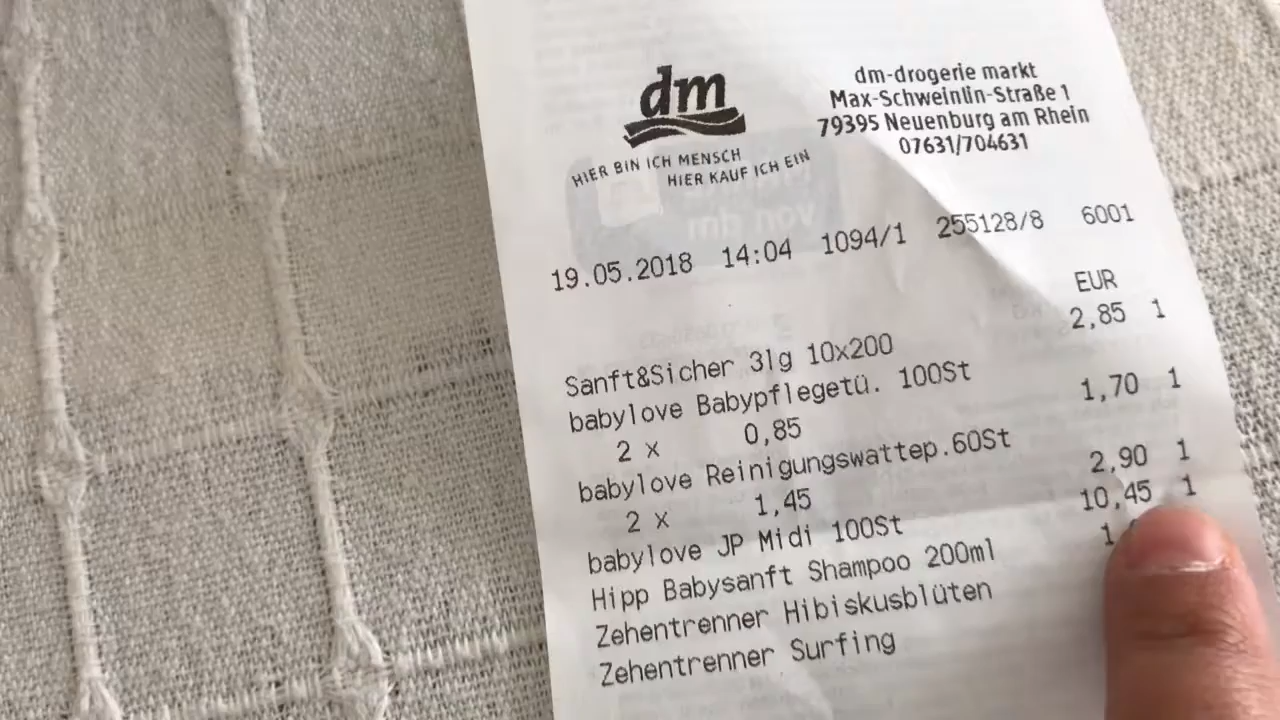 dm
HIER BIN ICH MENSCH
HIER KAUF ICH EIN
dm-drogerie markt
Max-Schweinlin-Straße 1
79395 Neuenburg am Rhein
07631/704631
19.05.2018 14:04 1094/1 255128/8 6001
EUR
Sanft&Sicher 3lg 10x200 2,85 1
babylove Babypflegetü. 100St
2 x 0,85 1,70 1
babylove Reinigungswattep.60St
2 x 1,45 2,90 1
babylove JP Midi 100St 10,45 1
Hipp Babysanft Shampoo 200ml
Zehentrenner Hibiskusblüten
Zehentrenner Surfing